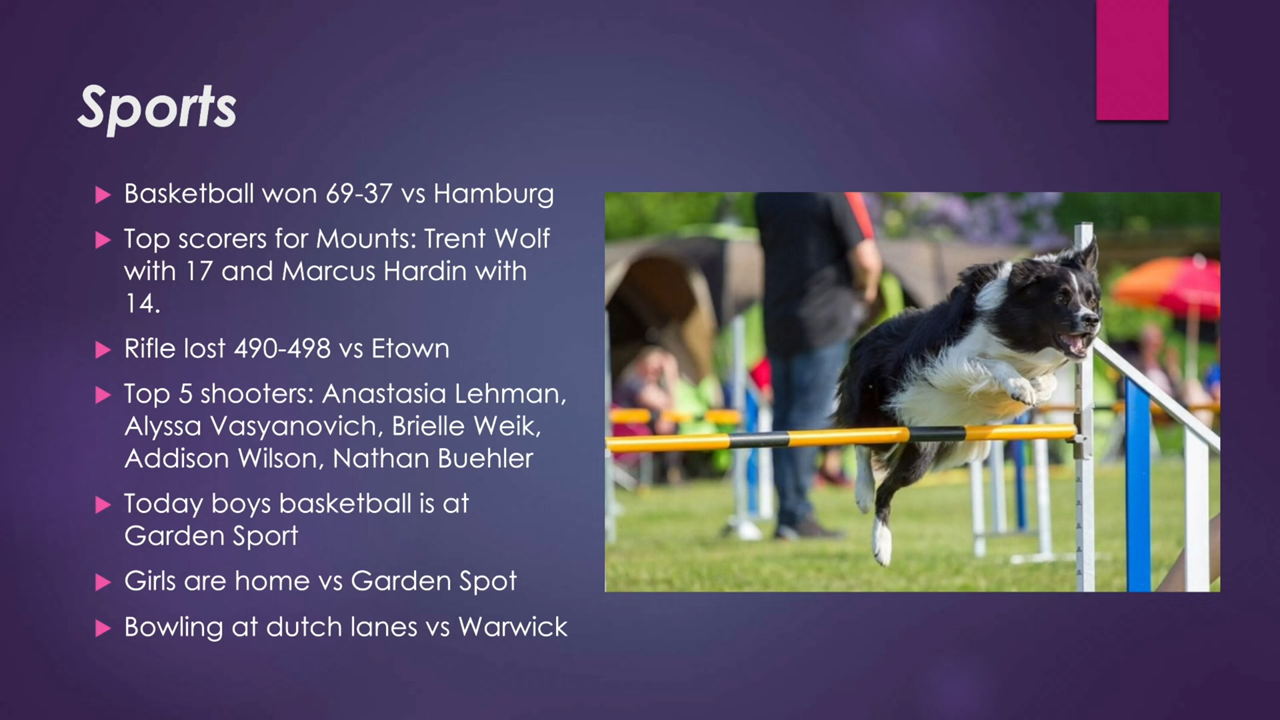 Sports
Basketball won 69-37 vs Hamburg
Top scorers for Mounts: Trent Wolf
with 17 and Marcus Hardin with
14.
Rifle lost 490-498 vs Etown
Top 5 shooters: Anastasia Lehman,
Alyssa Vasyanovich, Brielle Weik,
Addison Wilson, Nathan Buehler
Today boys basketball is at
Garden Sport
Girls are home vs Garden Spot
Bowling at dutch lanes vs Warwick